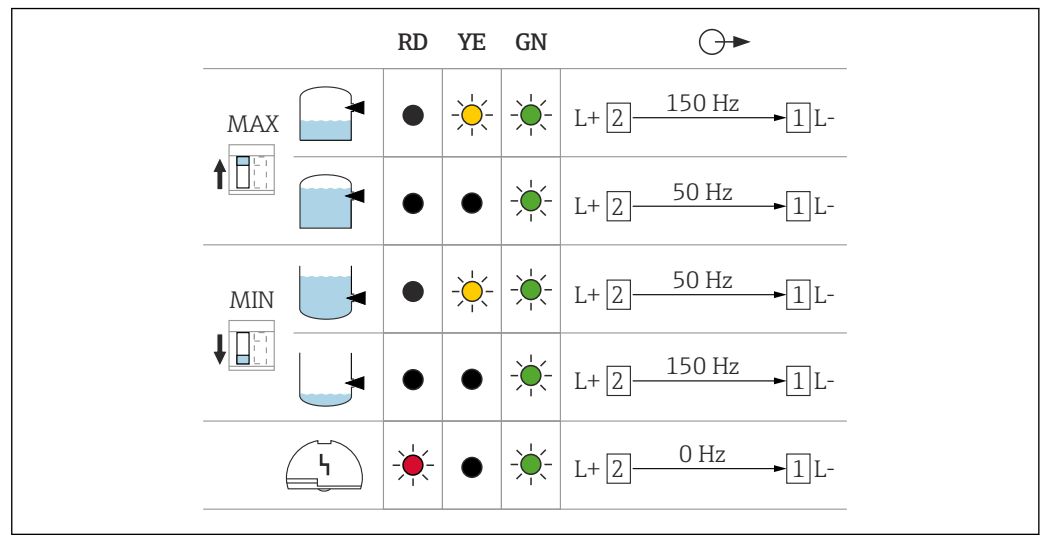 RD YE GN
MAX
L+ 2 150 Hz 1 L-
L+ 2 50 Hz 1 L-
MIN
L+ 2 50 Hz 1 L-
L+ 2 150 Hz 1 L-
L+ 2 0 Hz 1 L-